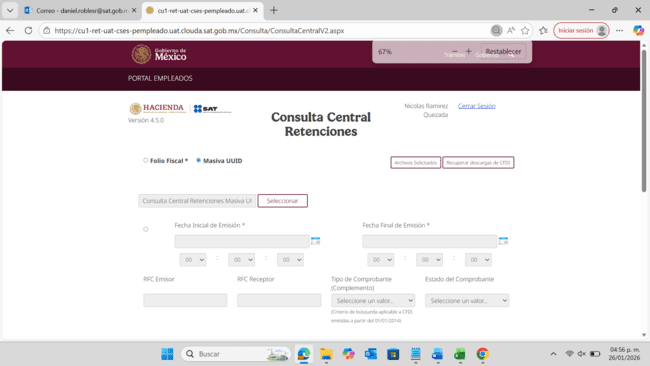 Correo - daniel.roblesr@sat.gob.m
cu1-ret-uat-cses-pempleado.uat
https://cu1-ret-uat-cses-pempleado.uat.clouda.sat.gob.mx/Consulta/ConsultaCentralV2.aspx
Iniciar sesión
67%
Restablecer
Gobierno de
México
Trámites
Gobierno
PORTAL EMPLEADOS
HACIENDA
SAT
Versión 4.5.0
Consulta Central
Retenciones
Nicolas Ramirez
Quezada
Cerrar Sesión
Folio Fiscal *
Masiva UUID
Archivos Solicitados
Recuperar descargas de CFDI
Consulta Central Retenciones Masiva UI
Seleccionar
Fecha Inicial de Emisión *
Fecha Final de Emisión *
00 : 00 : 00
00 : 00 : 00
RFC Emisor
RFC Receptor
Tipo de Comprobante
(Complemento)
Estado del Comprobante
Seleccione un valor...
Seleccione un valor...
(Criterio de búsqueda aplicable a CFDI
emitidas a partir del 01/01/2014)
Buscar
04:56 p. m.
26/01/2026